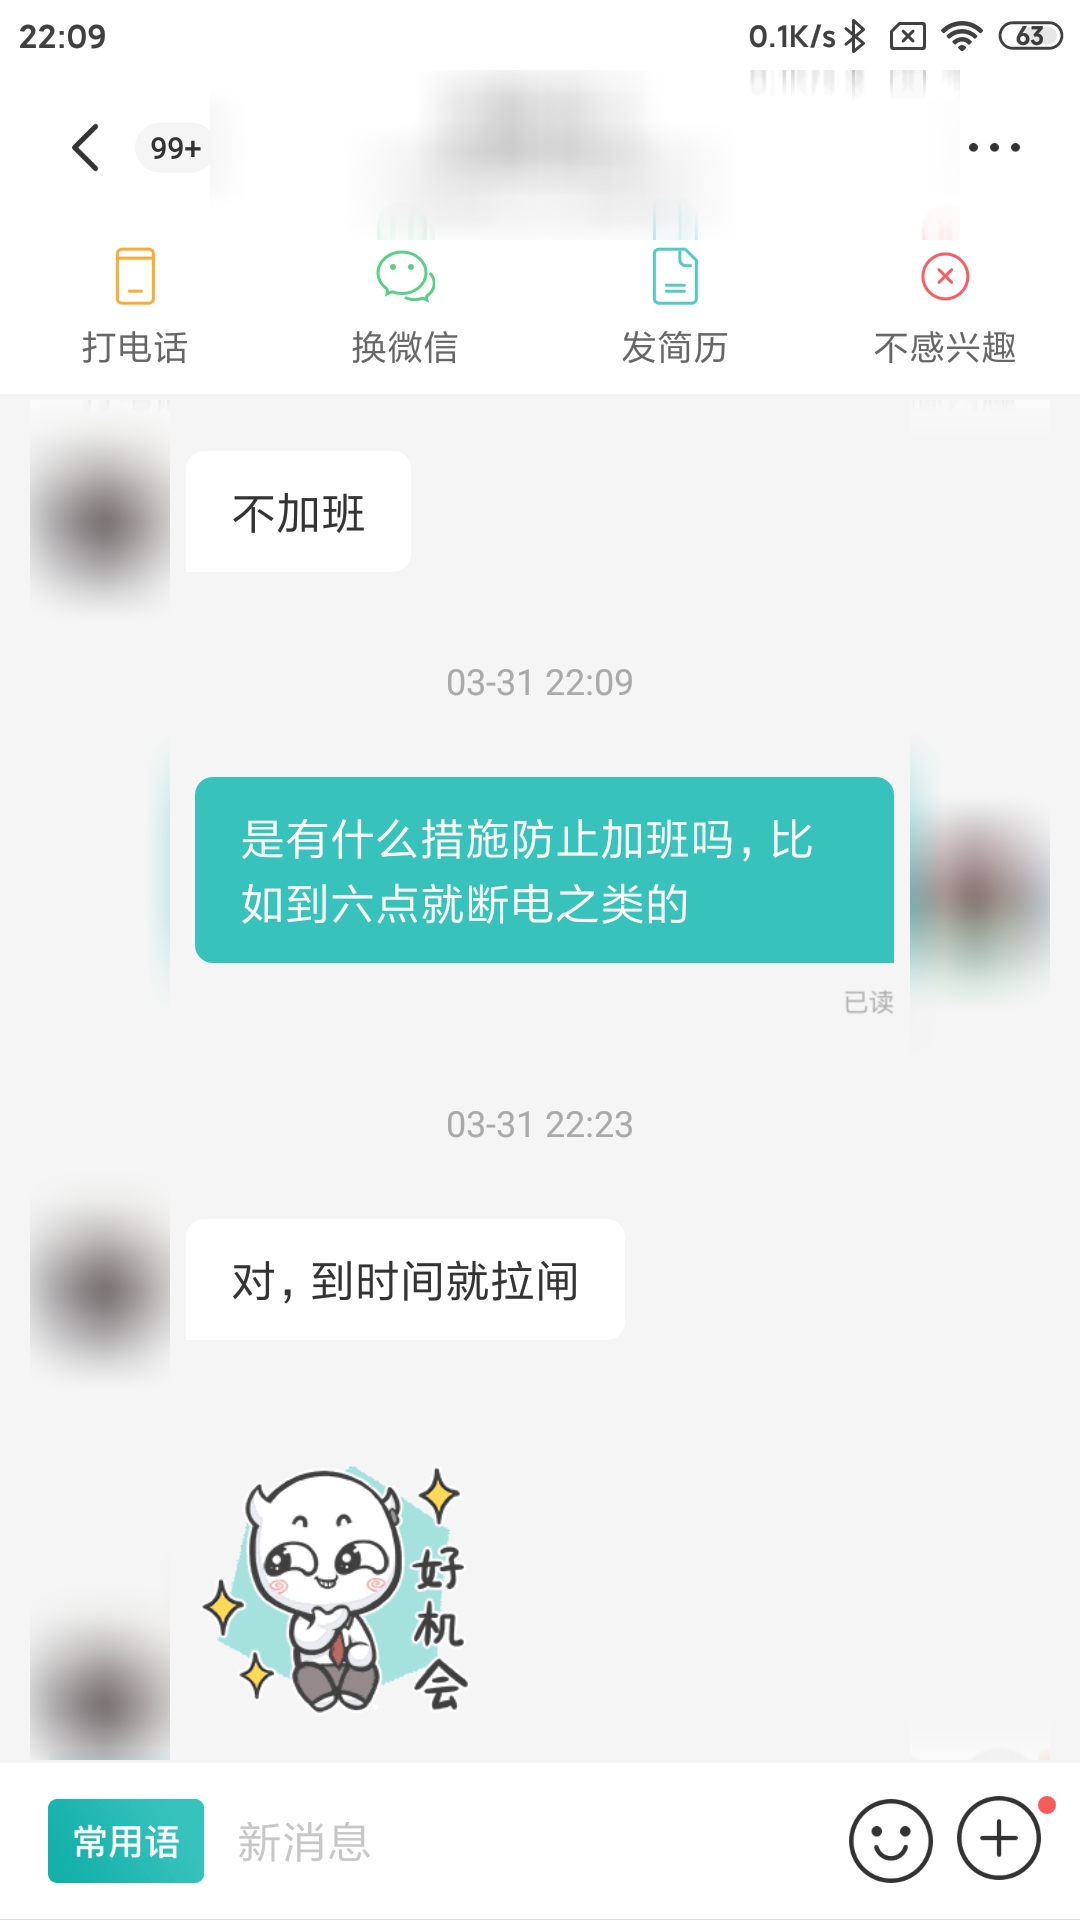 22:09
0.1K/s
63
99+
打电话
换微信
发简历
不感兴趣
不加班
03-31 22:09
是有什么措施防止加班吗，比
如到六点就断电之类的
已读
03-31 22:23
对，到时间就拉闸
好
机
会
常用语
新消息